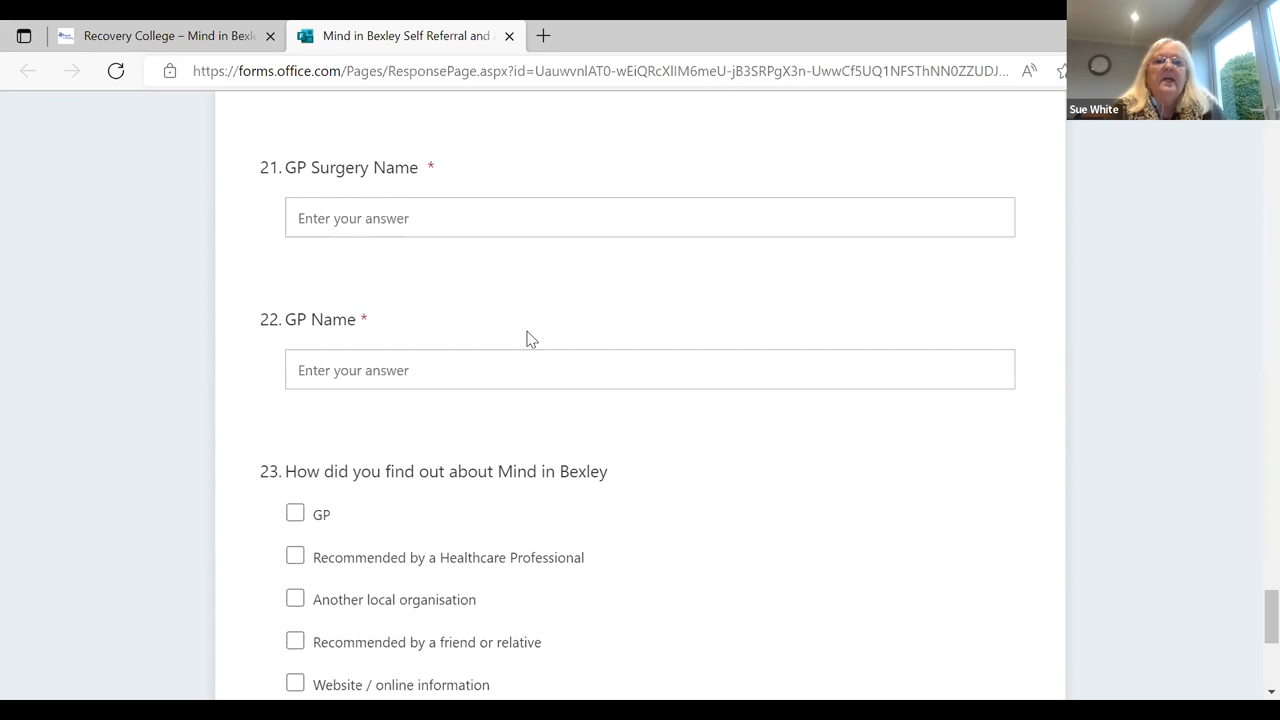 Recovery College – Mind in Bexl
Mind in Bexley Self Referral and
https://forms.office.com/Pages/ResponsePage.aspx?id=UauwvnlAT0-wEiQRcXlIM6meU-jB3SRPgX3n-UwwCf5UQ1NFSThNN0ZZUDJ...
Sue White
21. GP Surgery Name *
Enter your answer
22. GP Name *
Enter your answer
23. How did you find out about Mind in Bexley
GP
Recommended by a Healthcare Professional
Another local organisation
Recommended by a friend or relative
Website / online information